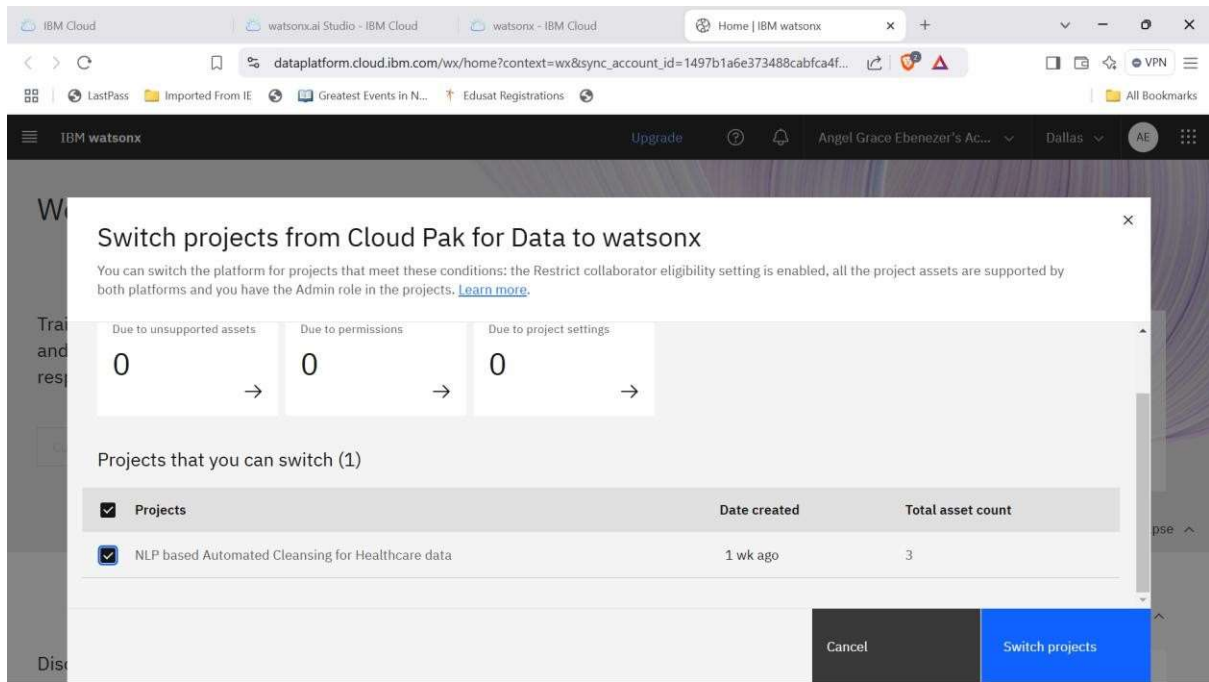 IBM Cloud
watsonx.ai Studio - IBM Cloud
watsonx - IBM Cloud
Home | IBM watsonx
dataplatform.cloud.ibm.com/wx/home?context=wx&sync_account_id=1497b1a6e373488cabfca4f...
VPN
LastPass
Imported From IE
Greatest Events in N...
Edusat Registrations
All Bookmarks
IBM watsonx
Upgrade
Angel Grace Ebenezer's Ac...
Dallas
AE
Switch projects from Cloud Pak for Data to watsonx
You can switch the platform for projects that meet these conditions: the Restrict collaborator eligibility setting is enabled, all the project assets are supported by
both platforms and you have the Admin role in the projects. Learn more.
Trai
and
resp
Due to unsupported assets
Due to permissions
Due to project settings
0
0
0
Projects that you can switch (1)
Projects
Date created
Total asset count
NLP based Automated Cleansing for Healthcare data
1 wk ago
3
pse
Cancel
Switch projects